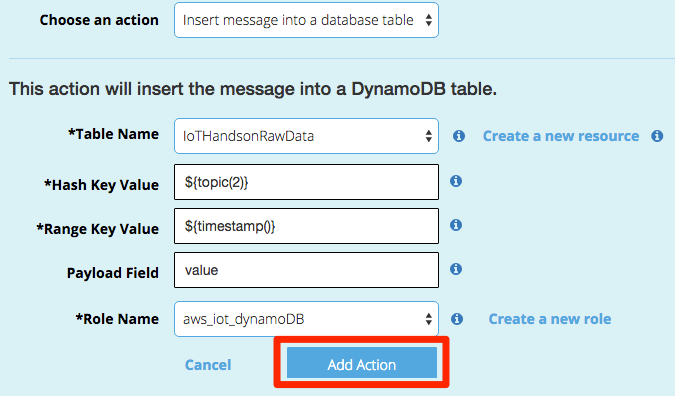 Choose an action Insert message into a database table
This action will insert the message into a DynamoDB table.
*Table Name IoTHandsonRawData Create a new resource
*Hash Key Value ${topic(2)}
*Range Key Value ${timestamp()}
Payload Field value
*Role Name aws_iot_dynamoDB Create a new role
Cancel Add Action